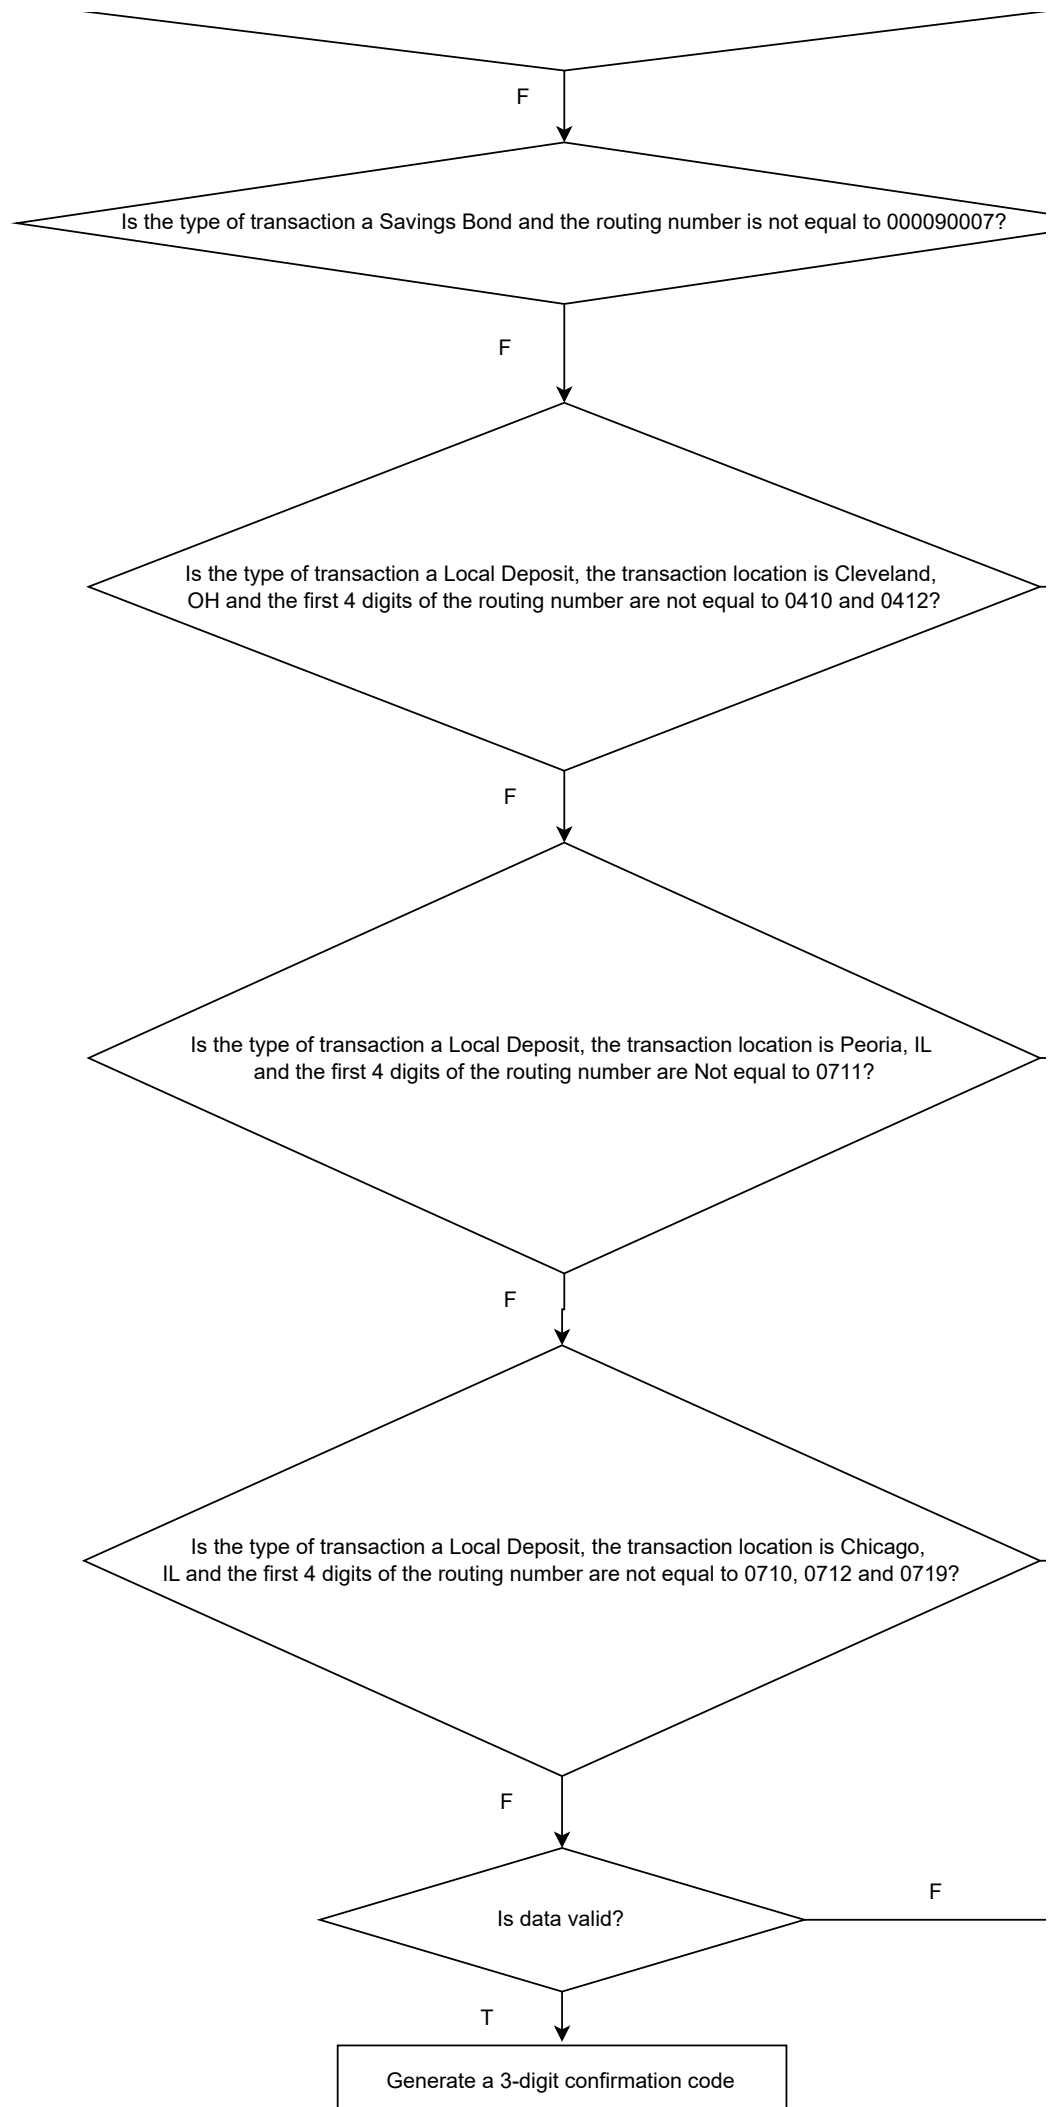 F
Is the type of transaction a Savings Bond and the routing number is not equal to 000090007?
F
Is the type of transaction a Local Deposit, the transaction location is Cleveland,
OH and the first 4 digits of the routing number are not equal to 0410 and 0412?
F
Is the type of transaction a Local Deposit, the transaction location is Peoria, IL
and the first 4 digits of the routing number are Not equal to 0711?
F
Is the type of transaction a Local Deposit, the transaction location is Chicago,
IL and the first 4 digits of the routing number are not equal to 0710, 0712 and 0719?
F
Is data valid?
F
T
Generate a 3-digit confirmation code